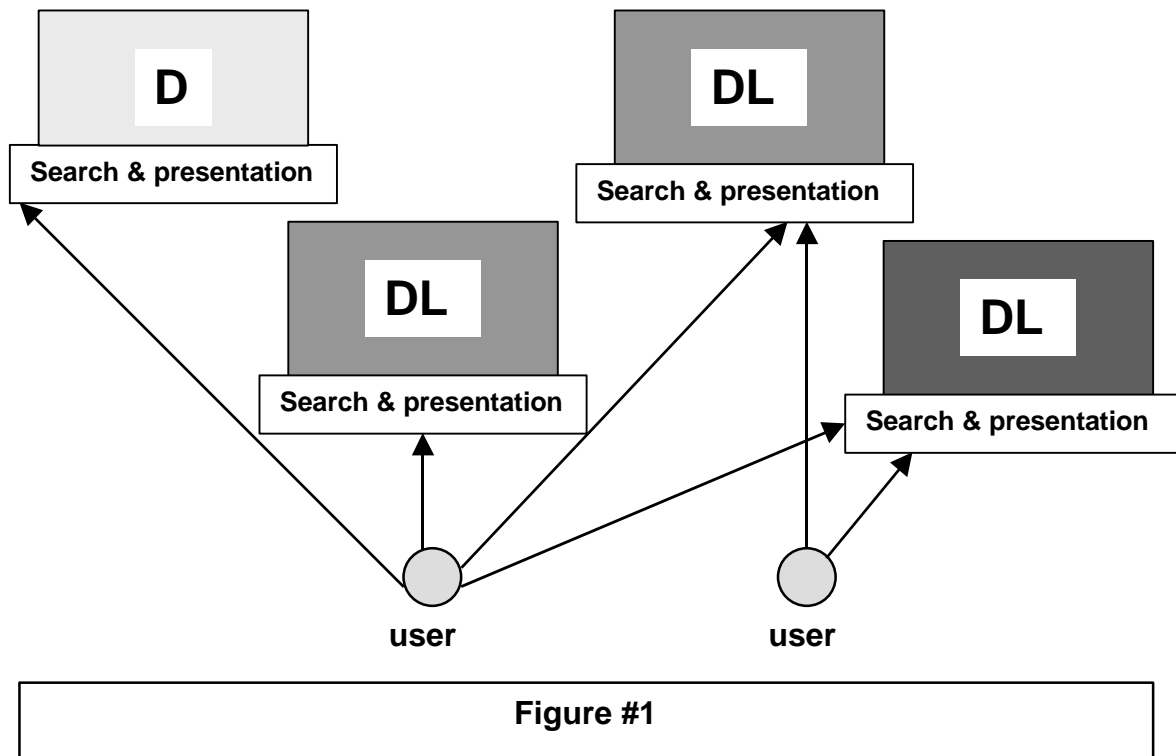 D
Search & presentation
DL
Search & presentation
DL
Search & presentation
DL
Search & presentation
user
user
Figure #1